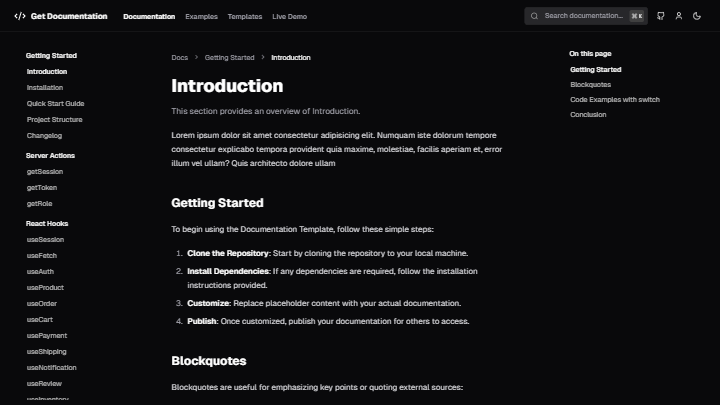 Get Documentation
Documentation
Examples
Templates
Live Demo
Search documentation...
⌘ K
Getting Started
Introduction
Installation
Quick Start Guide
Project Structure
Changelog
Server Actions
getSession
getToken
getRole
React Hooks
useSession
useFetch
useAuth
useProduct
useOrder
useCart
usePayment
useShipping
useNotification
useReview
useInventory
Docs > Getting Started > Introduction
Introduction
This section provides an overview of Introduction.
Lorem ipsum dolor sit amet consectetur adipisicing elit. Numquam iste dolorum tempore
consectetur explicabo tempora provident quia maxime, molestiae, facilis aperiam et, error
illum vel ullam? Quis architecto dolore ullam
Getting Started
To begin using the Documentation Template, follow these simple steps:
1. Clone the Repository: Start by cloning the repository to your local machine.
2. Install Dependencies: If any dependencies are required, follow the installation
instructions provided.
3. Customize: Replace placeholder content with your actual documentation.
4. Publish: Once customized, publish your documentation for others to access.
Blockquotes
Blockquotes are useful for emphasizing key points or quoting external sources:
On this page
Getting Started
Blockquotes
Code Examples with switch
Conclusion